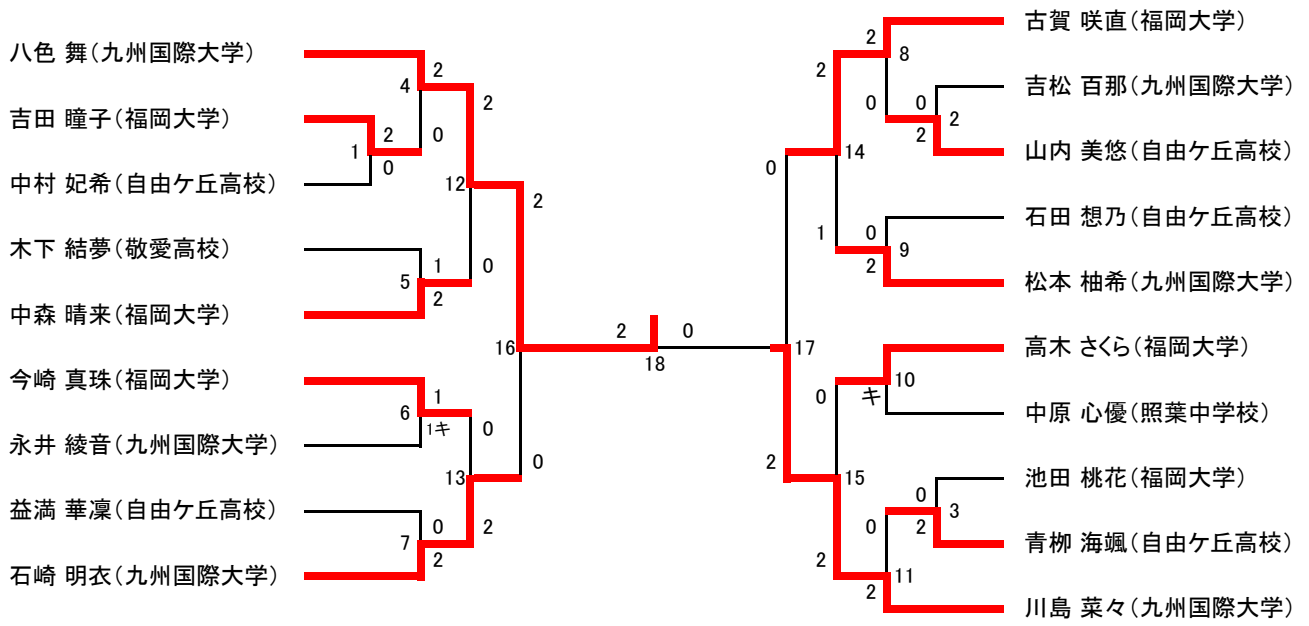 八色 舞(九州国際大学)
2
4
2
吉田 瞳子(福岡大学)
2
0
1
0
中村 妃希(自由ケ丘高校)
12
2
木下 結夢(敬愛高校)
1
0
5
2
中森 晴来(福岡大学)
16
今崎 真珠(福岡大学)
1
6
1キ
0
永井 綾音(九州国際大学)
13
0
益満 華凜(自由ケ丘高校)
0
2
7
2
石崎 明衣(九州国際大学)
2
0
18
古賀 咲直(福岡大学)
2
8
2
吉松 百那(九州国際大学)
0
0
2
2
山内 美悠(自由ケ丘高校)
14
0
石田 想乃(自由ケ丘高校)
1
0
9
2
松本 柚希(九州国際大学)
17
高木 さくら(福岡大学)
10
0
キ
中原 心優(照葉中学校)
2
15
池田 桃花(福岡大学)
0
3
0
2
青栁 海颯(自由ケ丘高校)
2
11
2
川島 菜々(九州国際大学)